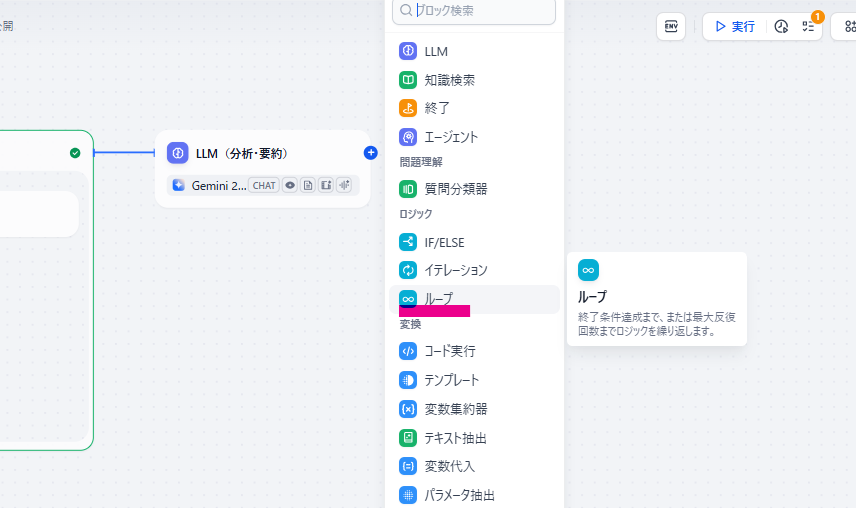 公開
ブロック検索
ENV
実行
1
LLM
知識検索
終了
エージェント
問題理解
質問分類器
ロジック
IF/ELSE
イテレーション
ループ
変換
コード実行
テンプレート
変数集約器
テキスト抽出
変数代入
パラメータ抽出
LLM（分析・要約）
Gemini 2...
CHAT
ループ
終了条件達成まで、または最大反復
回数までロジックを繰り返します。